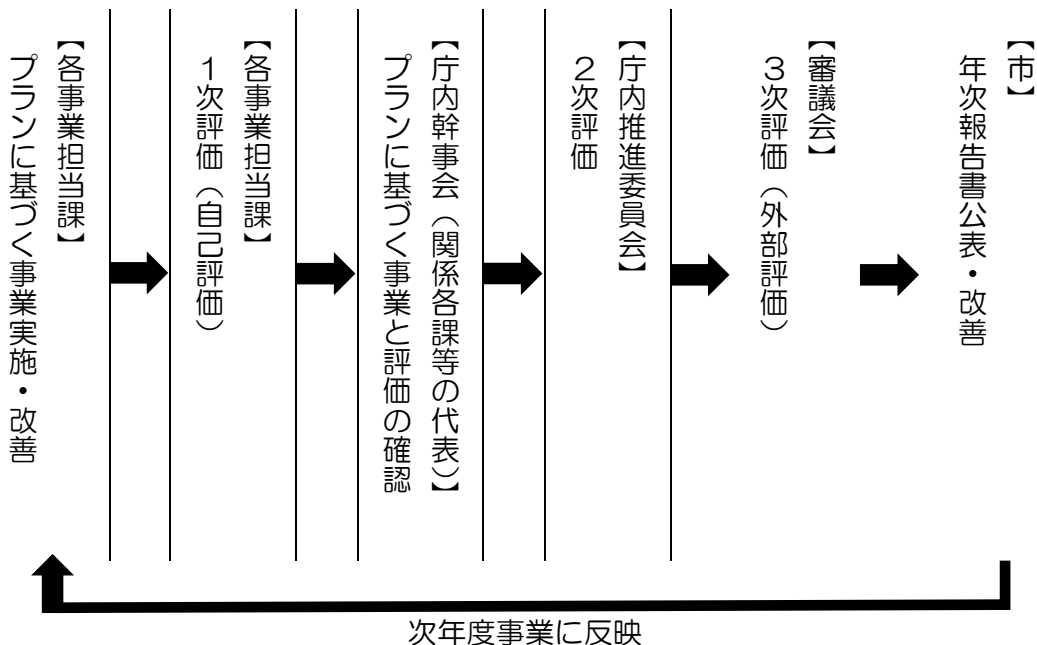 【各事業担当課】
プランに基づく事業実施・改善
【各事業担当課】
1次評価（自己評価）
【庁内幹事会（関係各課等の代表）】
プランに基づく事業と評価の確認
【庁内推進委員会】
2次評価
【審議会】
3次評価（外部評価）
【市】
年次報告書公表・改善
次年度事業に反映